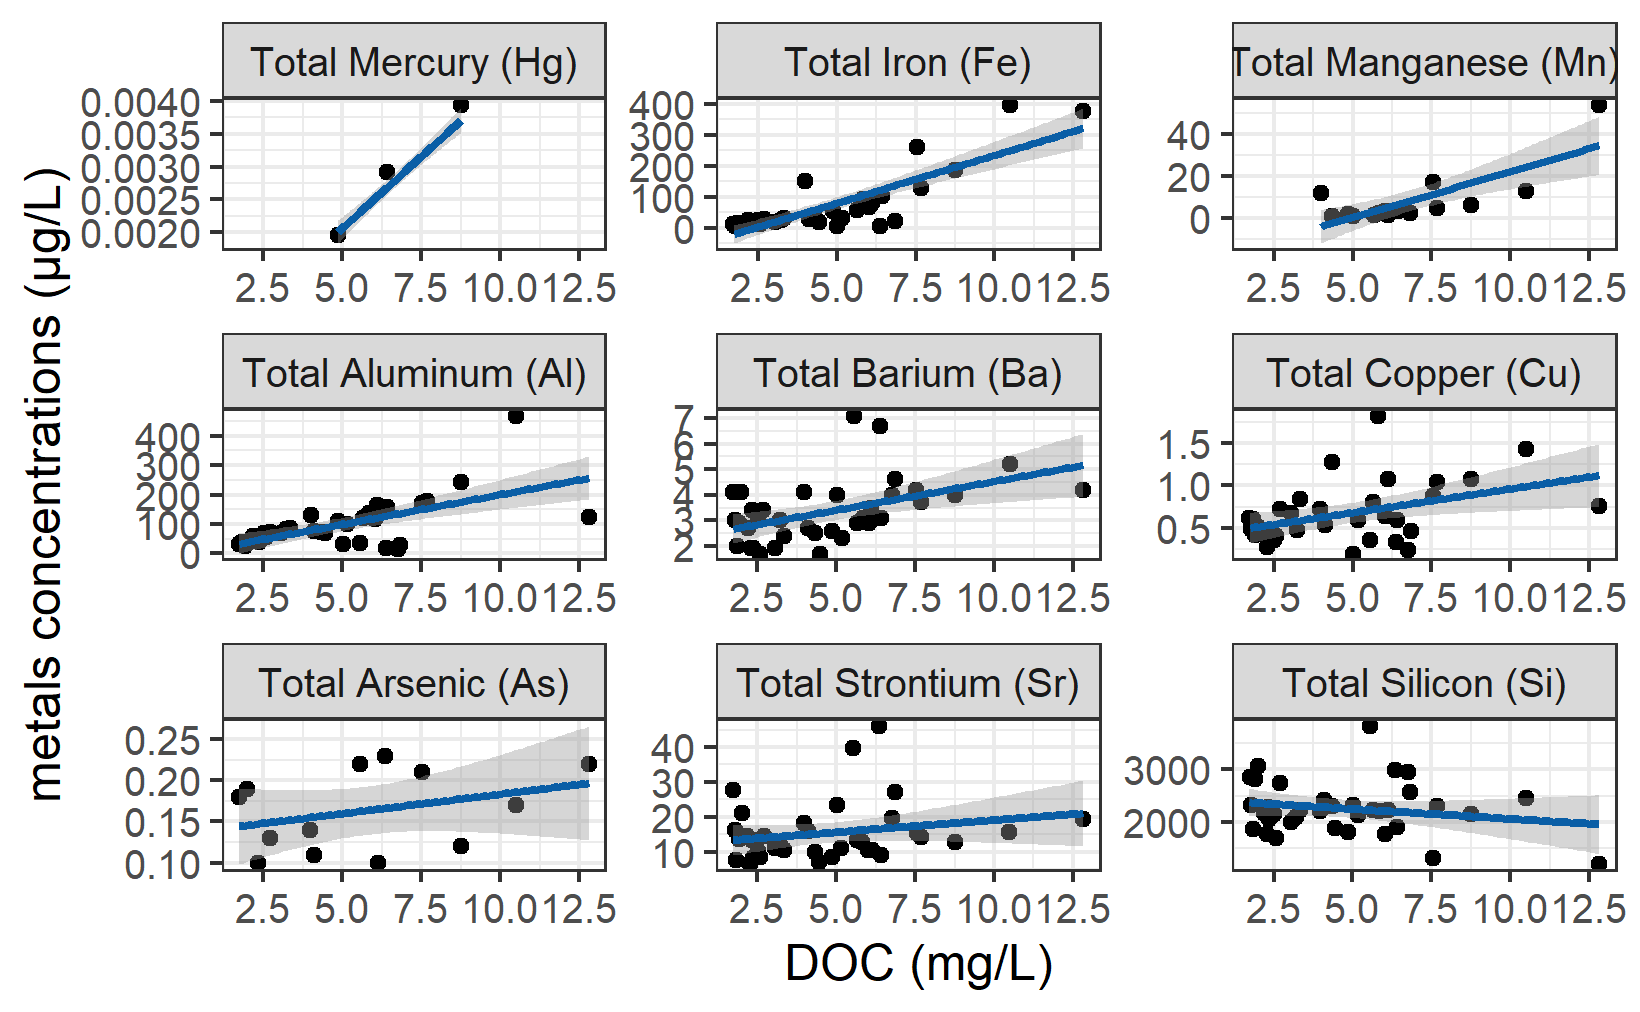 metals concentrations (µg/L)
Total Mercury (Hg)
0.0040
0.0035
0.0030
0.0025
0.0020
2.5 5.0 7.5 10.0 12.5
Total Iron (Fe)
400
300
200
100
0
2.5 5.0 7.5 10.0 12.5
Total Manganese (Mn)
40
20
0
2.5 5.0 7.5 10.0 12.5
Total Aluminum (Al)
400
300
200
100
0
2.5 5.0 7.5 10.0 12.5
Total Barium (Ba)
7
6
5
4
3
2
2.5 5.0 7.5 10.0 12.5
Total Copper (Cu)
1.5
1.0
0.5
2.5 5.0 7.5 10.0 12.5
Total Arsenic (As)
0.25
0.20
0.15
0.10
2.5 5.0 7.5 10.0 12.5
Total Strontium (Sr)
40
30
20
10
2.5 5.0 7.5 10.0 12.5
Total Silicon (Si)
3000
2000
2.5 5.0 7.5 10.0 12.5
DOC (mg/L)